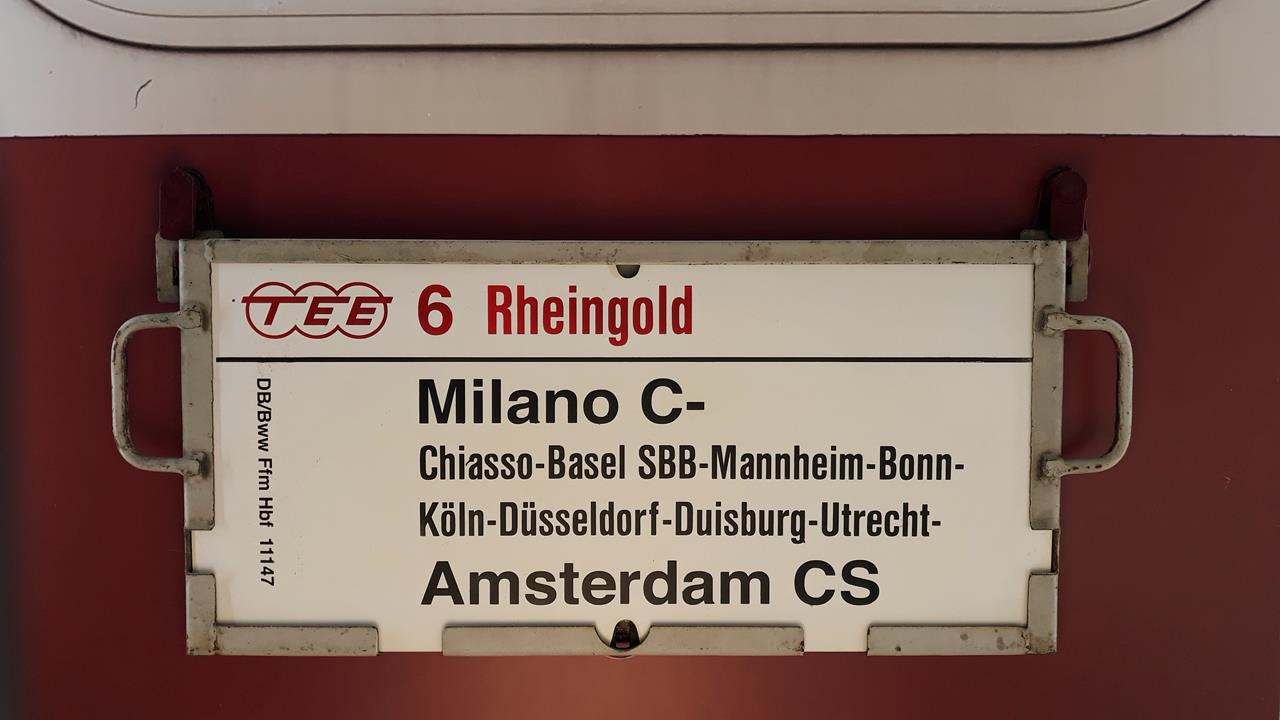 TEE 6 Rheingold
Milano C-
Chiasso-Basel SBB-Mannheim-Bonn-
Köln-Düsseldorf-Duisburg-Utrecht-
Amsterdam CS
DB/Bww Ffm Hbf 11147